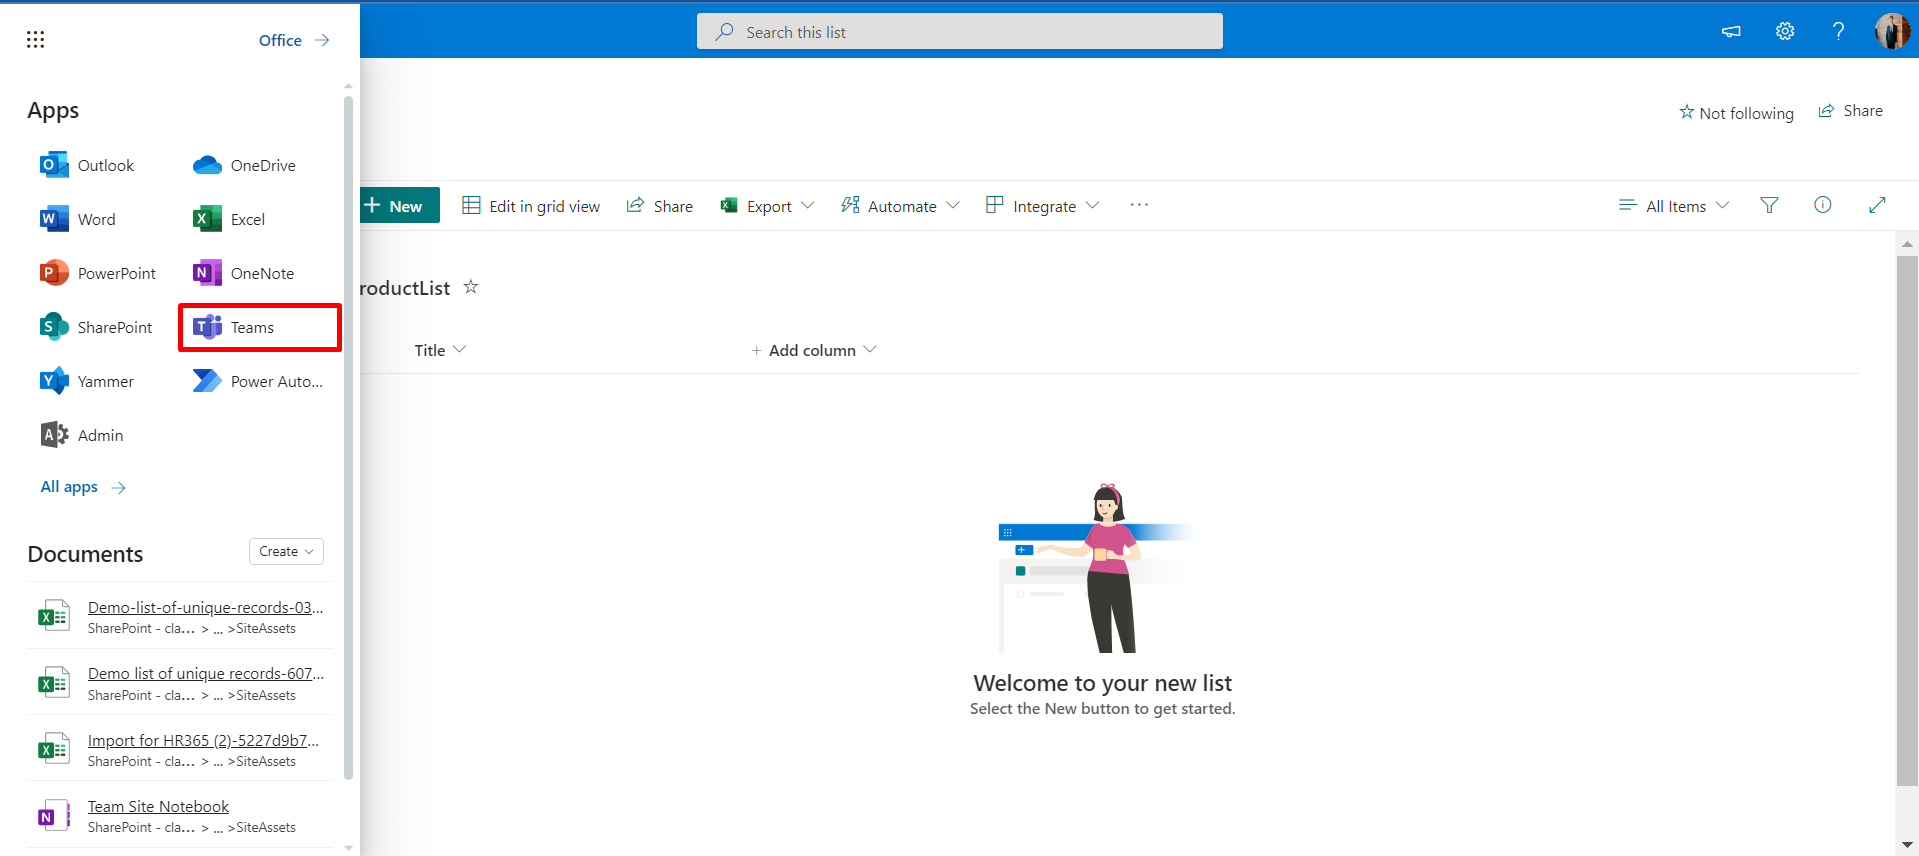 Office
Apps
Outlook
OneDrive
Word
Excel
PowerPoint
OneNote
SharePoint
Teams
Yammer
Power Auto...
Admin
All apps
Documents
Create
Demo-list-of-unique-records-03...
SharePoint - cla... > ... >SiteAssets
Demo list of unique records-607...
SharePoint - cla... > ... >SiteAssets
Import for HR365 (2)-5227d9b7...
SharePoint - cla... > ... >SiteAssets
Team Site Notebook
SharePoint - cla... > ... >SiteAssets
Search this list
Not following
Share
New
Edit in grid view
Share
Export
Automate
Integrate
All Items
roductList
Title
Add column
Welcome to your new list
Select the New button to get started.